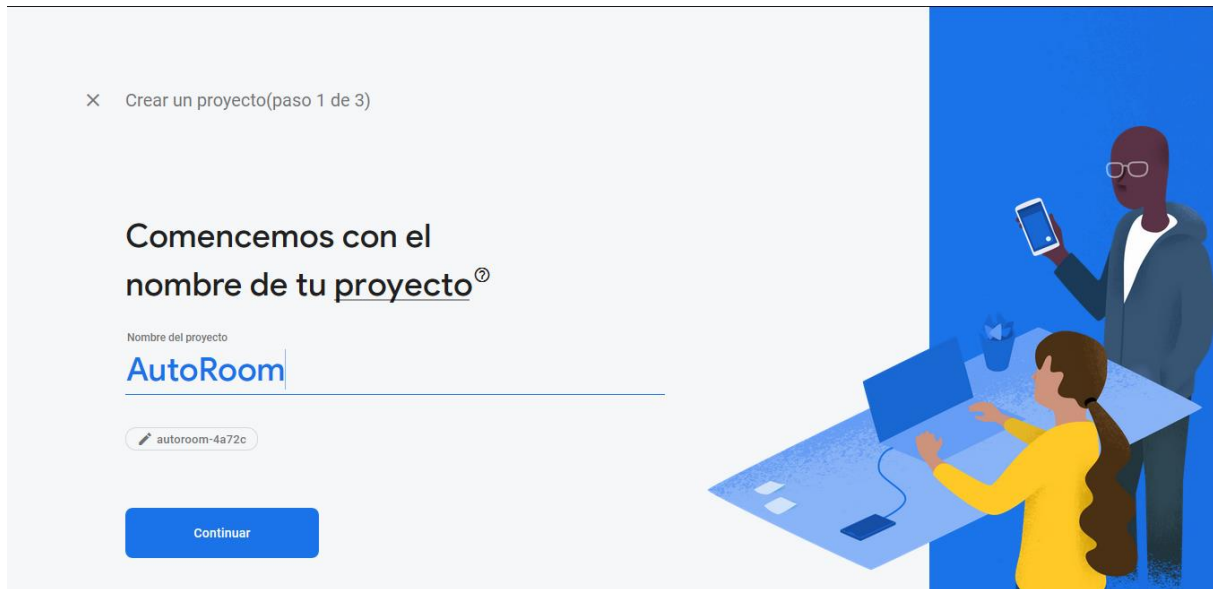 Crear un proyecto(paso 1 de 3)
Comencemos con el
nombre de tu proyecto
Nombre del proyecto
AutoRoom
autoroom-4a72c
Continuar